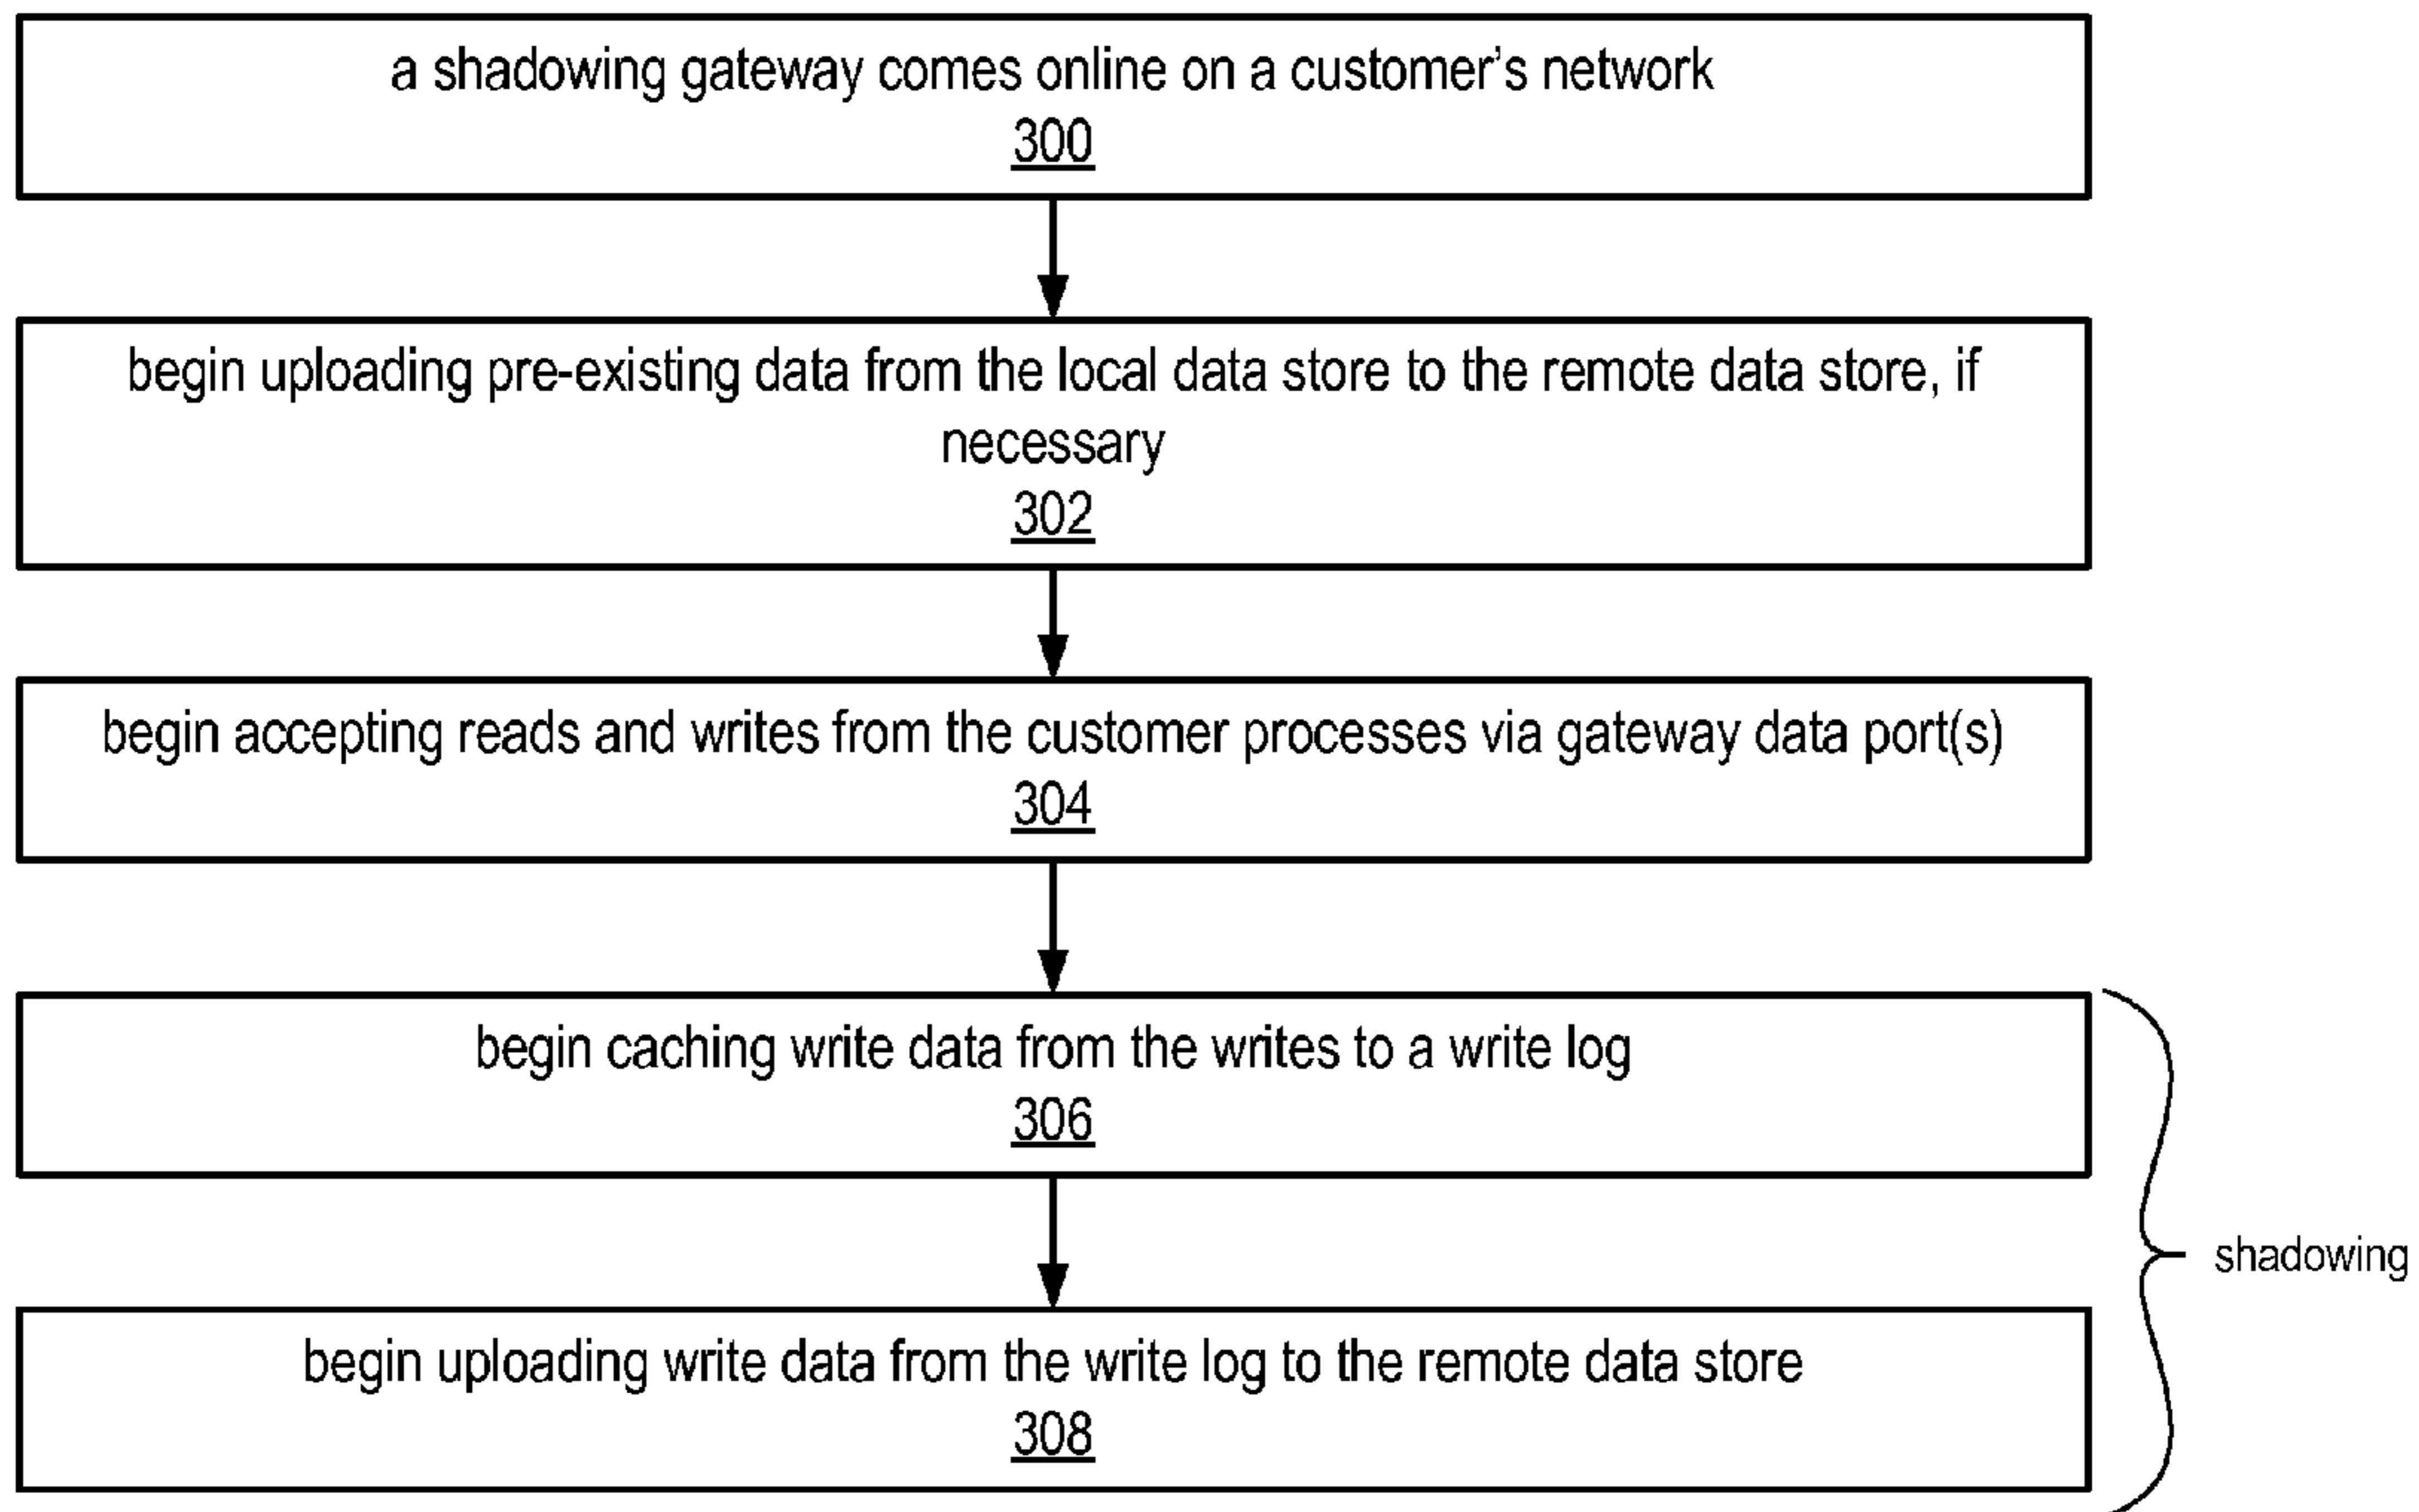 a shadowing gateway comes online on a customer's network
300
begin uploading pre-existing data from the local data store to the remote data store, if
necessary
302
begin accepting reads and writes from the customer processes via gateway data port(s)
304
begin caching write data from the writes to a write log
306
shadowing
begin uploading write data from the write log to the remote data store
308